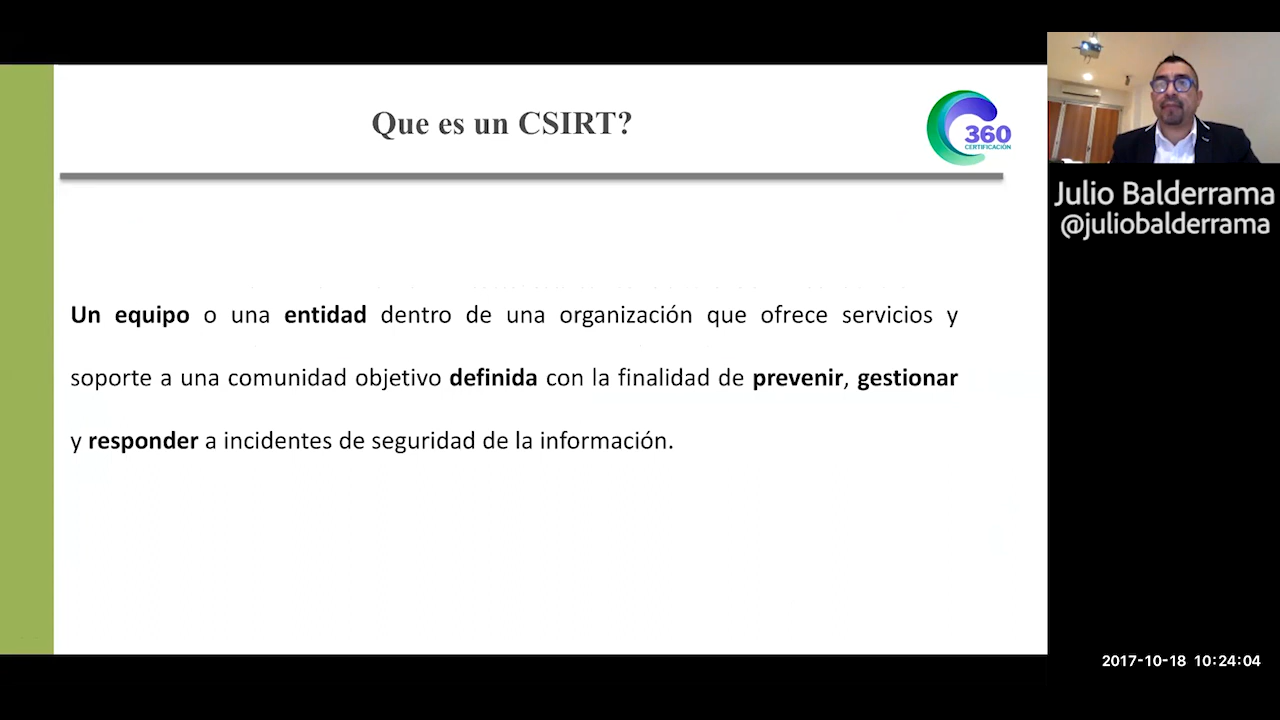 Que es un CSIRT?
360
CERTIFICACIÓN
Un equipo o una entidad dentro de una organización que ofrece servicios y
soporte a una comunidad objetivo definida con la finalidad de prevenir, gestionar
y responder a incidentes de seguridad de la información.
Julio Balderrama
@juliobalderrama
2017-10-18 10:24:04